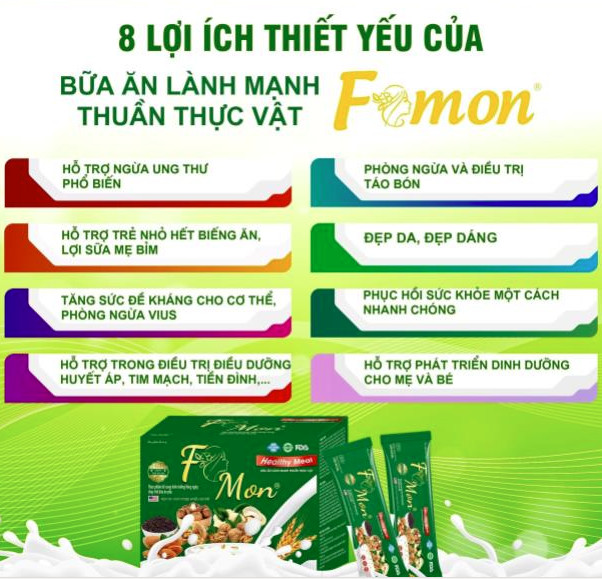 8 LỢI ÍCH THIẾT YẾU CỦA
BỮA ĂN LÀNH MẠNH
THUẦN THỰC VẬT
Fomon®
HỖ TRỢ NGỪA UNG THƯ
PHỔ BIẾN
PHÒNG NGỪA VÀ ĐIỀU TRỊ
TÁO BÓN
HỖ TRỢ TRẺ NHỎ HẾT BIẾNG ĂN,
LỢI SỮA MẸ BỈM
ĐẸP DA, ĐẸP DÁNG
TĂNG SỨC ĐỀ KHÁNG CHO CƠ THỂ,
PHÒNG NGỪA VIUS
PHỤC HỒI SỨC KHỎE MỘT CÁCH
NHANH CHÓNG
HỖ TRỢ TRONG ĐIỀU TRỊ ĐIỀU DƯỠNG
HUYẾT ÁP, TIM MẠCH, TIỀN ĐÌNH,...
HỖ TRỢ PHÁT TRIỂN DINH DƯỠNG
CHO MẸ VÀ BÉ
Fo Mon®
Healthy Meal